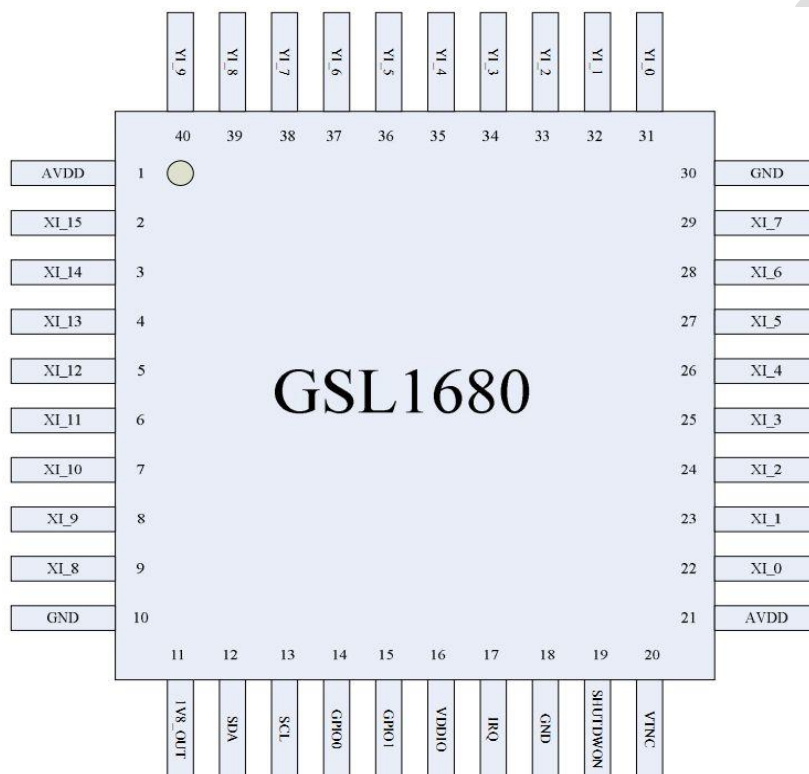 YI_9 YI_8 YI_7 YI_6 YI_5 YI_4 YI_3 YI_2 YI_1 YI_0
40 39 38 37 36 35 34 33 32 31
AVDD 1 30 GND
XI_15 2 29 XI_7
XI_14 3 28 XI_6
XI_13 4 27 XI_5
XI_12 5 26 XI_4
GSL1680
XI_11 6 25 XI_3
XI_10 7 24 XI_2
XI_9 8 23 XI_1
XI_8 9 22 XI_0
GND 10 21 AVDD
11 12 13 14 15 16 17 18 19 20
1V8_OUT SDA SCL GPIO0 GPIO1 VDDIO IRQ GND SHUTDWON VTNC